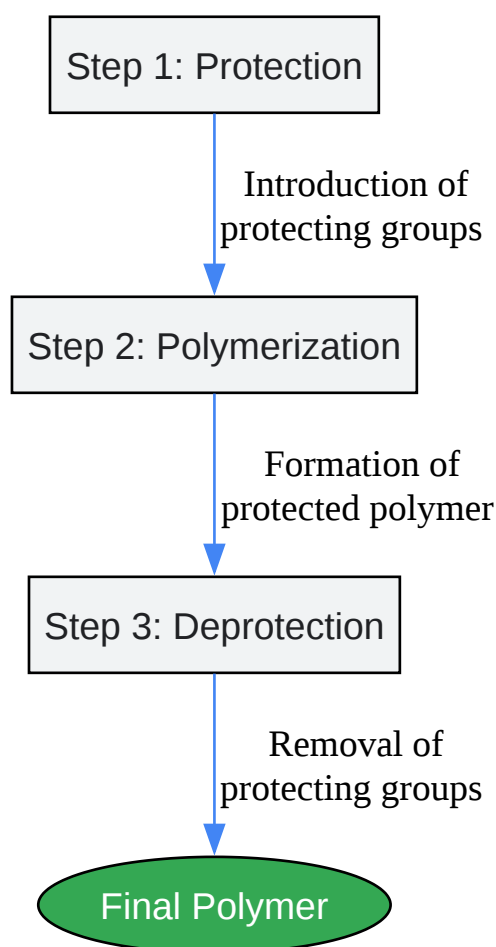 Step 1: Protection
Introduction of
protecting groups
Step 2: Polymerization
Formation of
protected polymer
Step 3: Deprotection
Removal of
protecting groups
Final Polymer